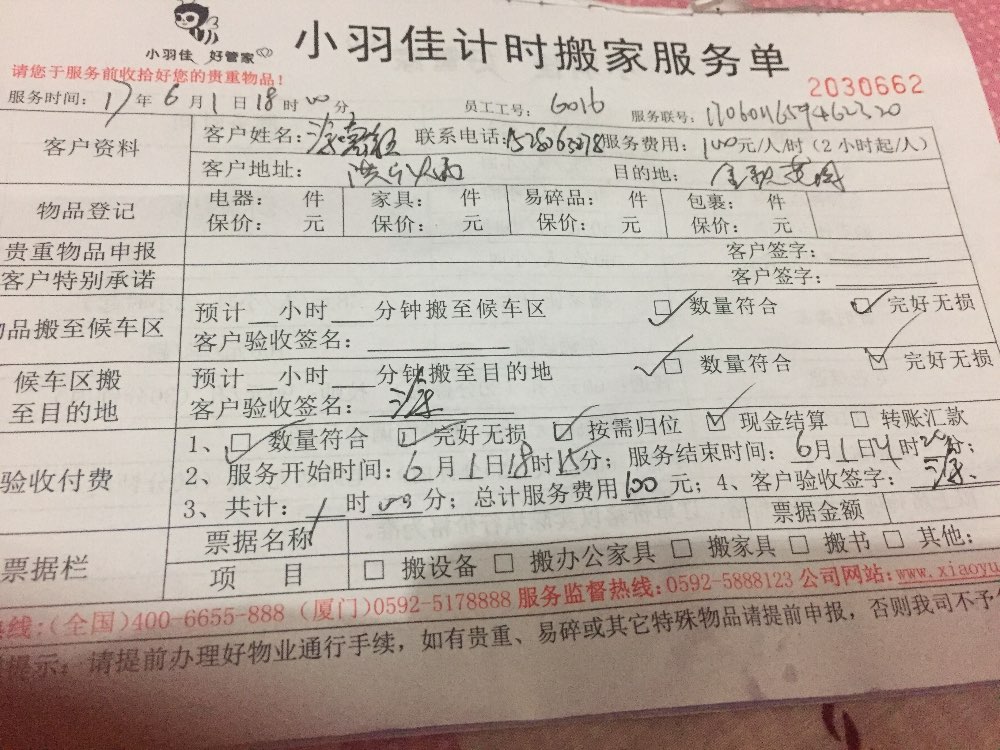 小羽佳 好管家
小羽佳计时搬家服务单
请您于服务前收拾好您的贵重物品!
2030662
服务时间: 17年6月1日18时00分 员工工号: 6016 服务联号:
客户资料
客户姓名: 联系电话: 服务费用: 100元/人/时(2小时起/人)
客户地址: 目的地:
物品登记
电器: 件 家具: 件 易碎品: 件 包裹: 件
保价: 元 保价: 元 保价: 元 保价: 元
贵重物品申报 客户签字:
客户特别承诺 客户签字:
品搬至候车区
预计 小时 分钟搬至候车区 数量符合 完好无损
客户验收签名:
候车区搬
至目的地
预计 小时 分钟搬至目的地 数量符合 完好无损
客户验收签名:
验收付费
1、 数量符合 完好无损 按需归位 现金结算 转账汇款
2、服务开始时间: 6月1日18时15分; 服务结束时间: 6月1日 时 分;
3、共计: 1时00分; 总计服务费用100元; 4、客户验收签字:
票据栏
票据名称 票据金额
项 目 搬设备 搬办公家具 搬家具 搬书 其他:
线:(全国)400-6655-888 (厦门)0592-5178888 服务监督热线:0592-5888123 公司网站:www.xiaoyu
提示: 请提前办理好物业通行手续, 如有贵重、易碎或其它特殊物品请提前申报, 否则我司不予